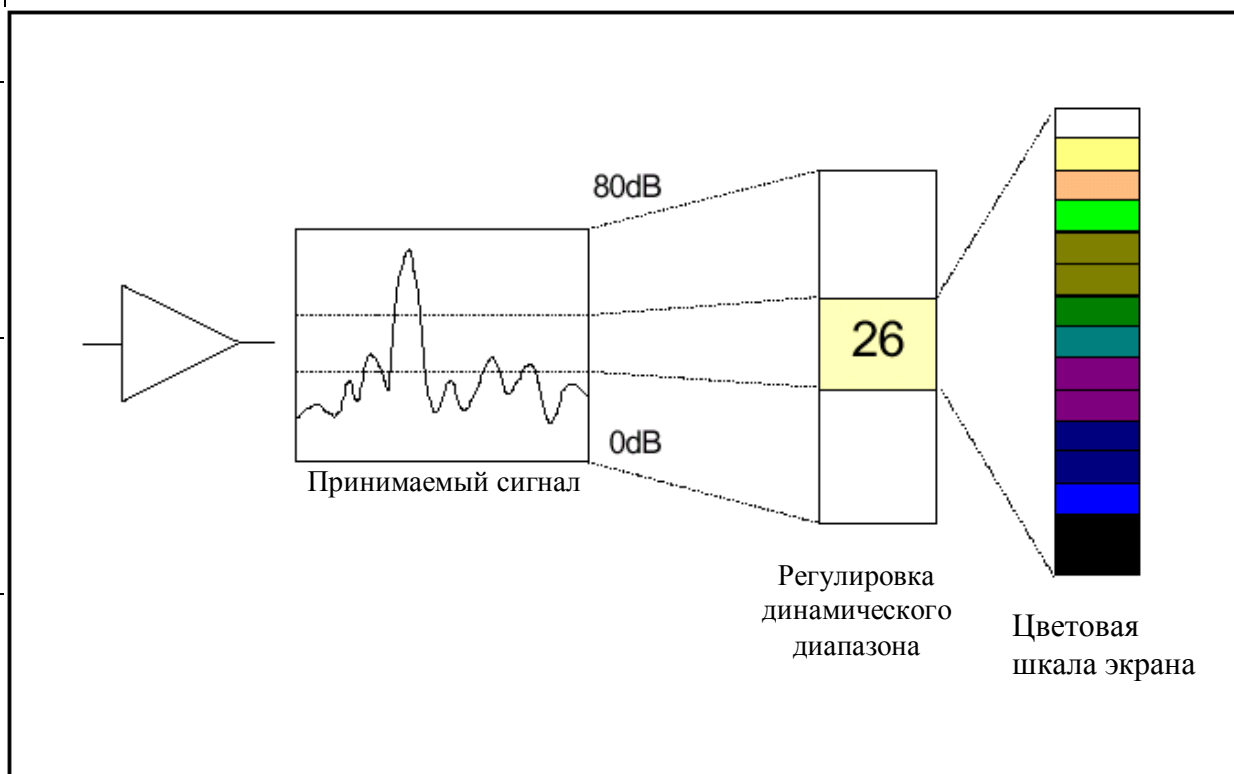 80dB
26
0dB
Принимаемый сигнал
Регулировка
динамического
диапазона
Цветовая
шкала экрана